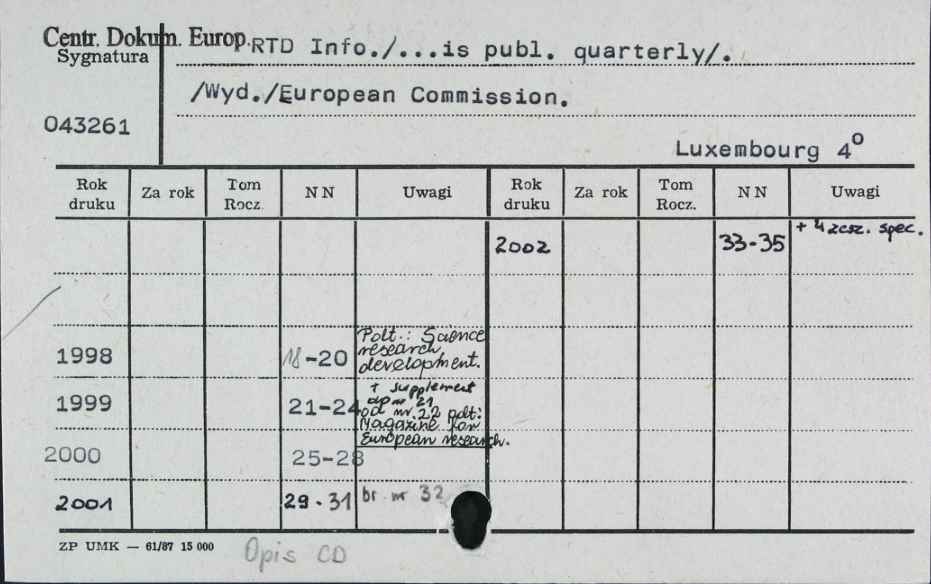 Centr. Dokum. Europ. RTD Info./...is publ. quarterly/.
Sygnatura
/Wyd./European Commission.
043261
Luxembourg 4°
Rok druku Za rok Tom Rocz. N N Uwagi Rok druku Za rok Tom Rocz. N N Uwagi
2002 33-35 + 4 zesz. spec.
1998 18-20 Podt.: Science research development.
1999 21-24 + supplement do nr 21
od nr. 22 podt:
Magazine for
European research.
2000 25-28
2001 29-31 br nr 32
ZP UMK — 61/87 15 000
Opis CD